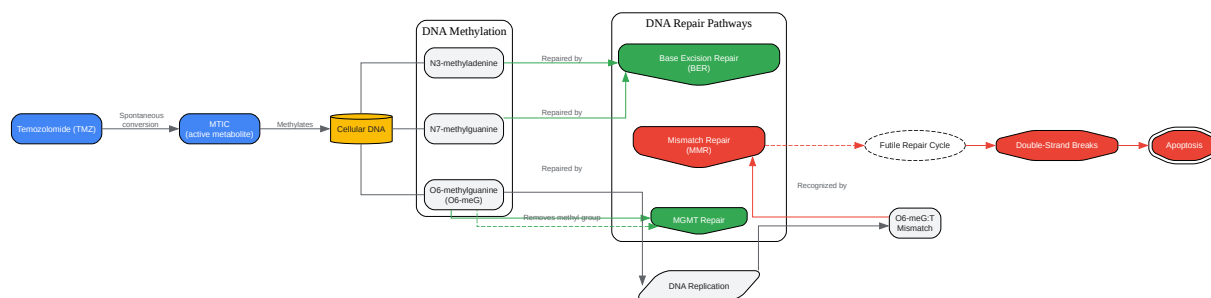 DNA Methylation
DNA Repair Pathways
Temozolomide (TMZ)
Spontaneous
conversion
MTIC
(active metabolite)
Methylates
Cellular DNA
N3-methyladenine
N7-methylguanine
O6-methylguanine
(O6-meG)
Repaired by
Repaired by
Repaired by
Removes methyl group
Base Excision Repair
(BER)
Mismatch Repair
(MMR)
MGMT Repair
DNA Replication
Recognized by
O6-meG:T
Mismatch
Futile Repair Cycle
Double-Strand Breaks
Apoptosis